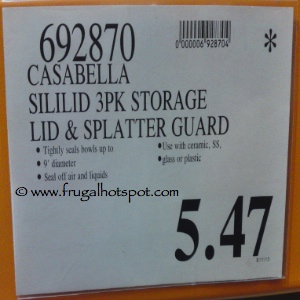 692870
0000006928704
*
CASABELLA
SILILID 3PK STORAGE
LID & SPLATTER GUARD
• Tightly seals bowls up to
• 9' diameter
• Seal off air and liquids
• Use with ceramic, SS,
• glass or plastic
www.frugalhotspot.com
5.47